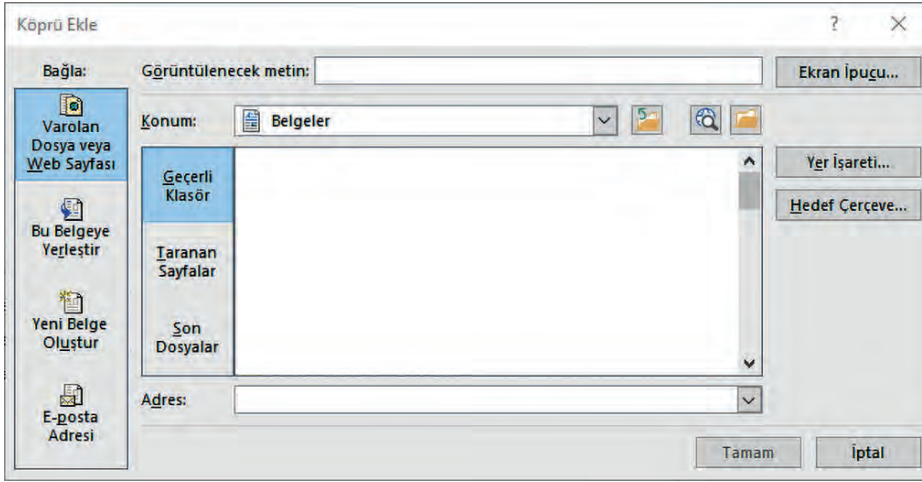 Köprü Ekle
?
Bağla:
Görüntülenecek metin:
Ekran İpucu...
Varolan
Dosya veya
Web Sayfası
Konum:
Belgeler
Geçerli
Klasör
Yer İşareti...
Hedef Çerçeve...
Bu Belgeye
Yerleştir
Taranan
Sayfalar
Yeni Belge
Oluştur
Son
Dosyalar
E-posta
Adresi
Adres:
Tamam
İptal